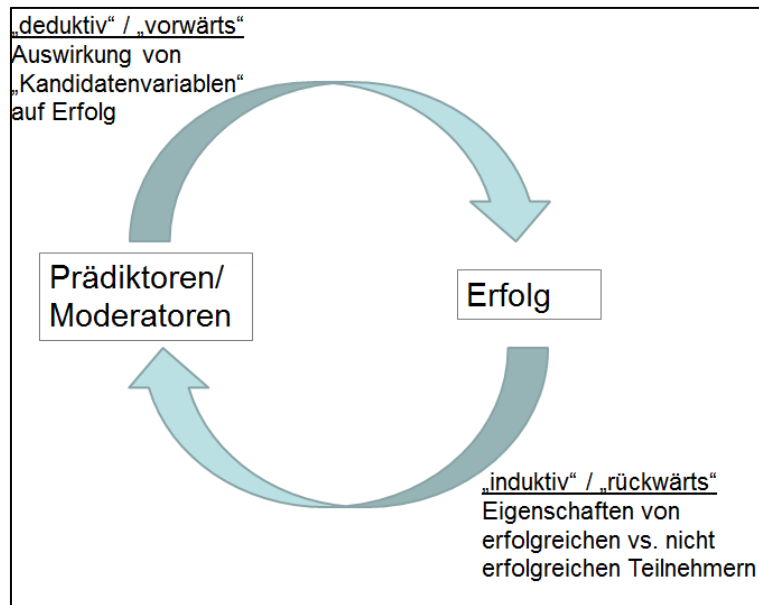 „deduktiv“ / „vorwärts“
Auswirkung von
„Kandidatenvariablen“
auf Erfolg
Prädiktoren/
Moderatoren
Erfolg
„induktiv“ / „rückwärts“
Eigenschaften von
erfolgreichen vs. nicht
erfolgreichen Teilnehmern